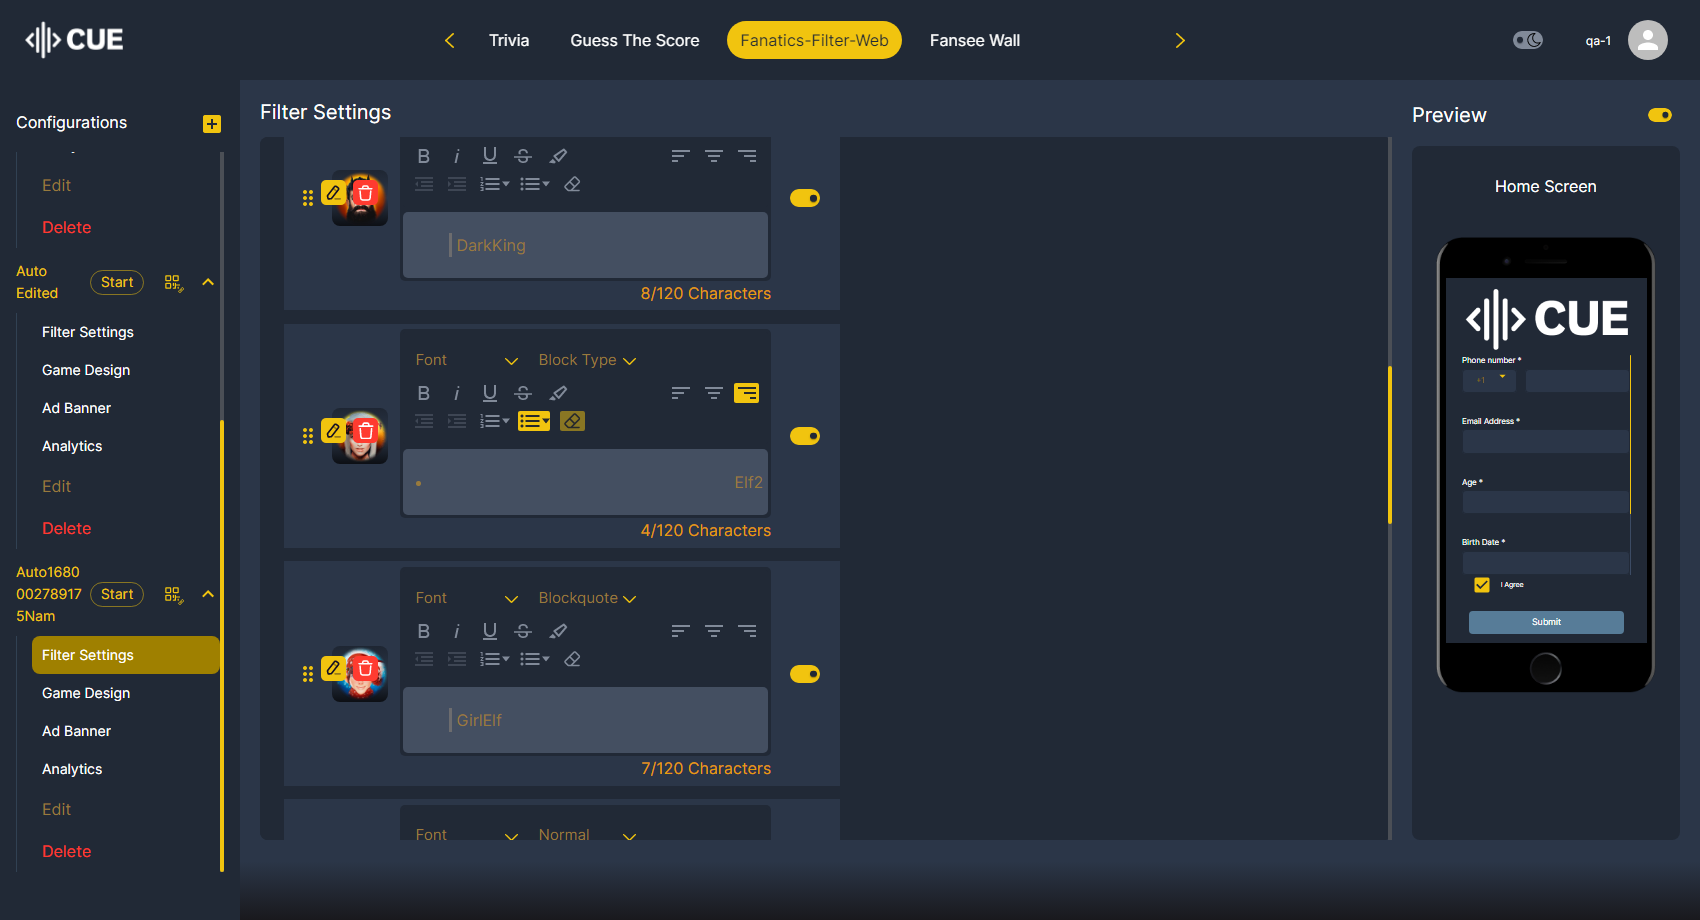 CUE
Trivia
Guess The Score
Fanatics-Filter-Web
Fansee Wall
qa-1
Configurations
Edit
Delete
Auto
Edited
Start
Filter Settings
Game Design
Ad Banner
Analytics
Edit
Delete
Auto1680
00278917
5Nam
Start
Filter Settings
Game Design
Ad Banner
Analytics
Edit
Delete
Filter Settings
B i U S
DarkKing
8/120 Characters
Font
Block Type
B i U S
• Elf2
4/120 Characters
Font
Blockquote
B i U S
GirlElf
7/120 Characters
Font
Normal
Preview
Home Screen
CUE
Phone number *
+1
Email Address *
Age *
Birth Date *
I Agree
Submit